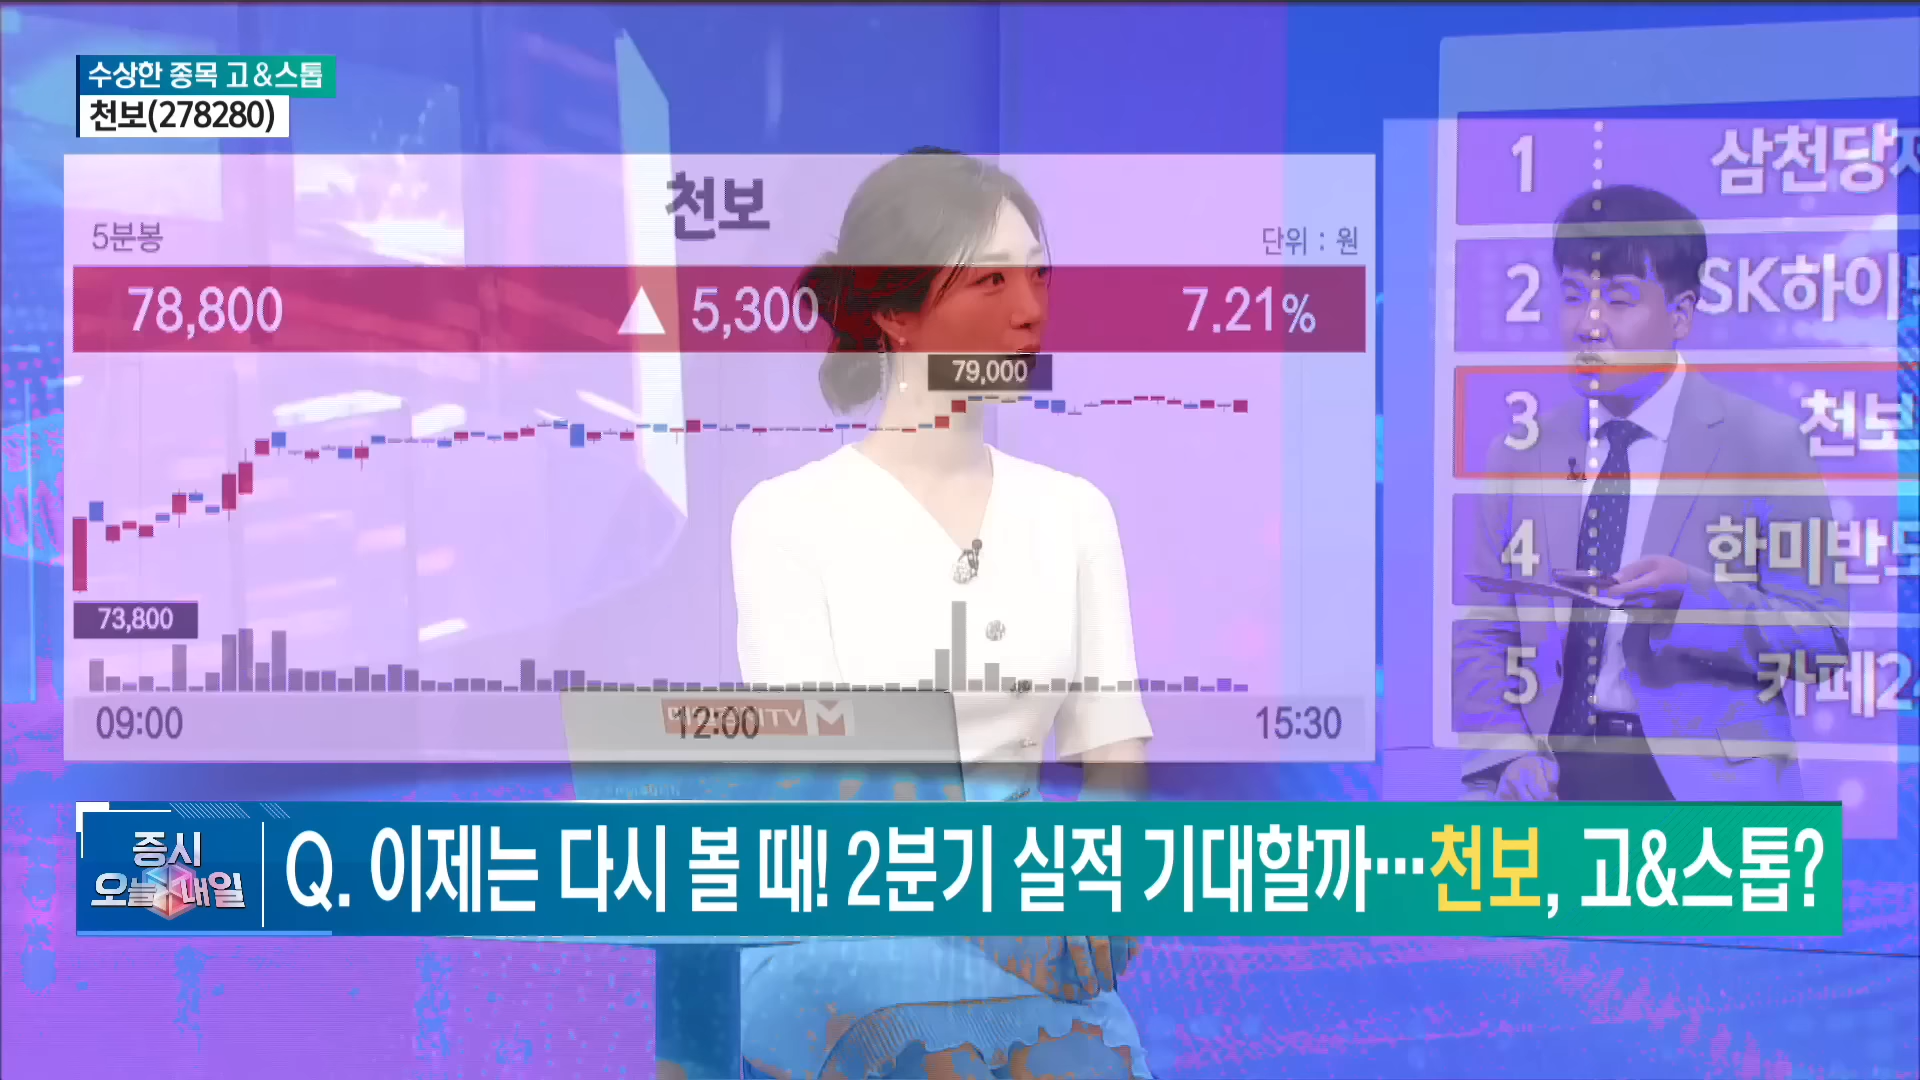 수상한 종목 고&스톱
천보(278280)
천보
5분봉
단위 : 원
78,800
▲ 5,300
7.21%
79,000
73,800
09:00
12:00
15:30
1 삼천당
2 SK하이
3 천보
4 한미반
5 카페2
증시
오늘 내일
Q. 이제는 다시 볼 때! 2분기 실적 기대할까…천보, 고&스톱?